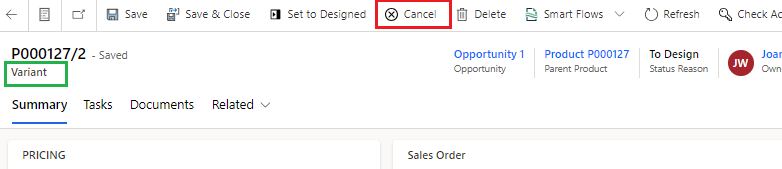 Save Save & Close Set to Designed Cancel Delete Smart Flows Refresh Check Ac
P000127/2 - Saved
Variant
Opportunity 1 Product P000127 To Design Joan
Opportunity Parent Product Status Reason JW Own
Summary Tasks Documents Related
PRICING Sales Order